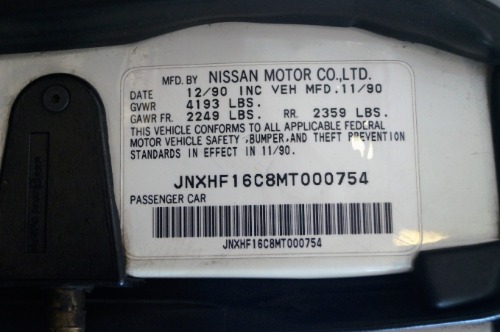 MFD. BY NISSAN MOTOR CO., LTD.
DATE 12/90 INC VEH MFD. 11/90
GVWR 4193 LBS.
GAWR FR. 2249 LBS. RR. 2359 LBS.
THIS VEHICLE CONFORMS TO ALL APPLICABLE FEDERAL
MOTOR VEHICLE SAFETY ,BUMPER, AND THEFT PREVENTION
STANDARDS IN EFFECT IN 11/90.
JNXHF16C8MT000754
PASSENGER CAR
JNXHF16C8MT000754